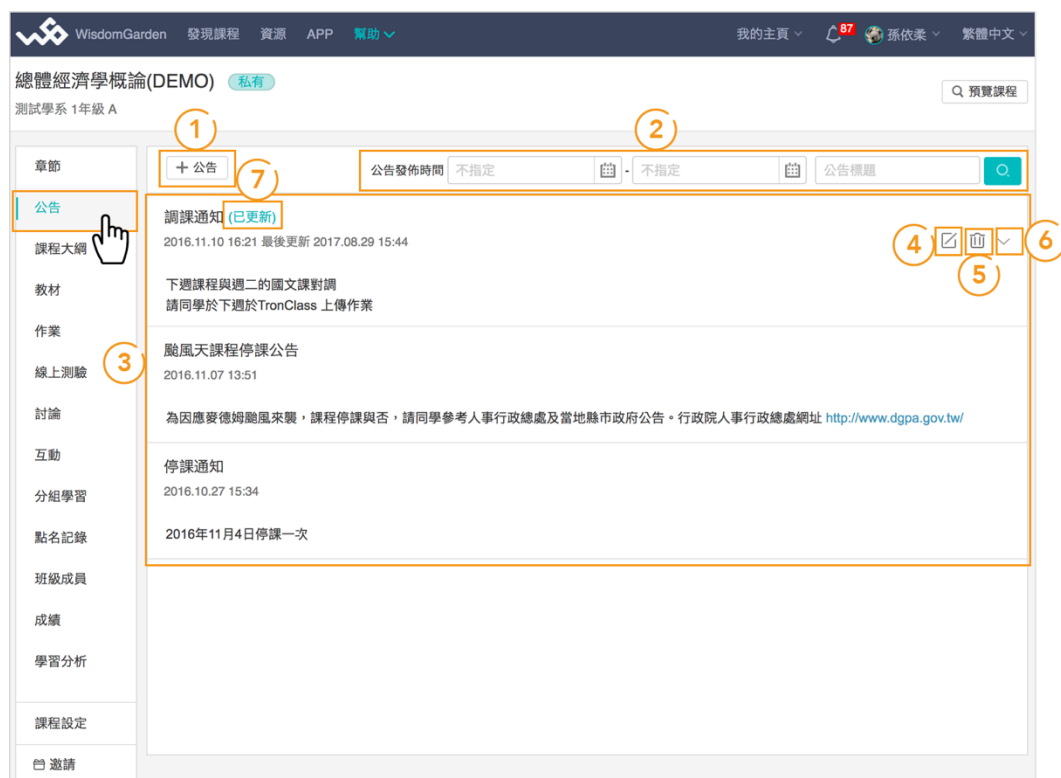 WisdomGarden 發現課程 資源 APP 幫助 我的主頁 87 孫依柔 繁體中文
總體經濟學概論(DEMO) 私有
預覽課程
測試學系 1年級 A
1
2
章節
+ 公告
7
公告發佈時間 不指定 - 不指定 公告標題
公告
調課通知 (已更新)
2016.11.10 16:21 最後更新 2017.08.29 15:44
4
5
6
下週課程與週二的國文課對調
請同學於下週於TronClass 上傳作業
課程大綱
教材
作業
3
颱風天課程停課公告
2016.11.07 13:51
為因應麥德姆颱風來襲，課程停課與否，請同學參考人事行政總處及當地縣市政府公告。行政院人事行政總處網址 http://www.dgpa.gov.tw/
線上測驗
討論
互動
停課通知
2016.10.27 15:34
2016年11月4日停課一次
分組學習
點名記錄
班級成員
成績
學習分析
課程設定
邀請